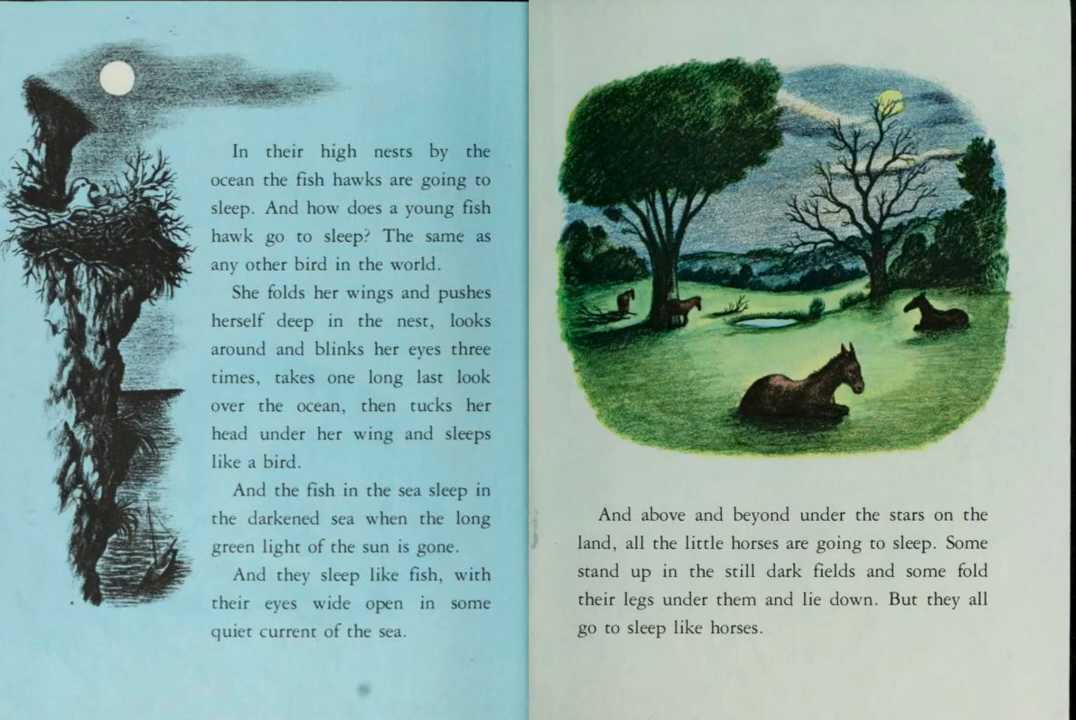 In their high nests by the
ocean the fish hawks are going to
sleep. And how does a young fish
hawk go to sleep? The same as
any other bird in the world.
She folds her wings and pushes
herself deep in the nest, looks
around and blinks her eyes three
times, takes one long last look
over the ocean, then tucks her
head under her wing and sleeps
like a bird.
And the fish in the sea sleep in
the darkened sea when the long
green light of the sun is gone.
And they sleep like fish, with
their eyes wide open in some
quiet current of the sea.
And above and beyond under the stars on the
land, all the little horses are going to sleep. Some
stand up in the still dark fields and some fold
their legs under them and lie down. But they all
go to sleep like horses.